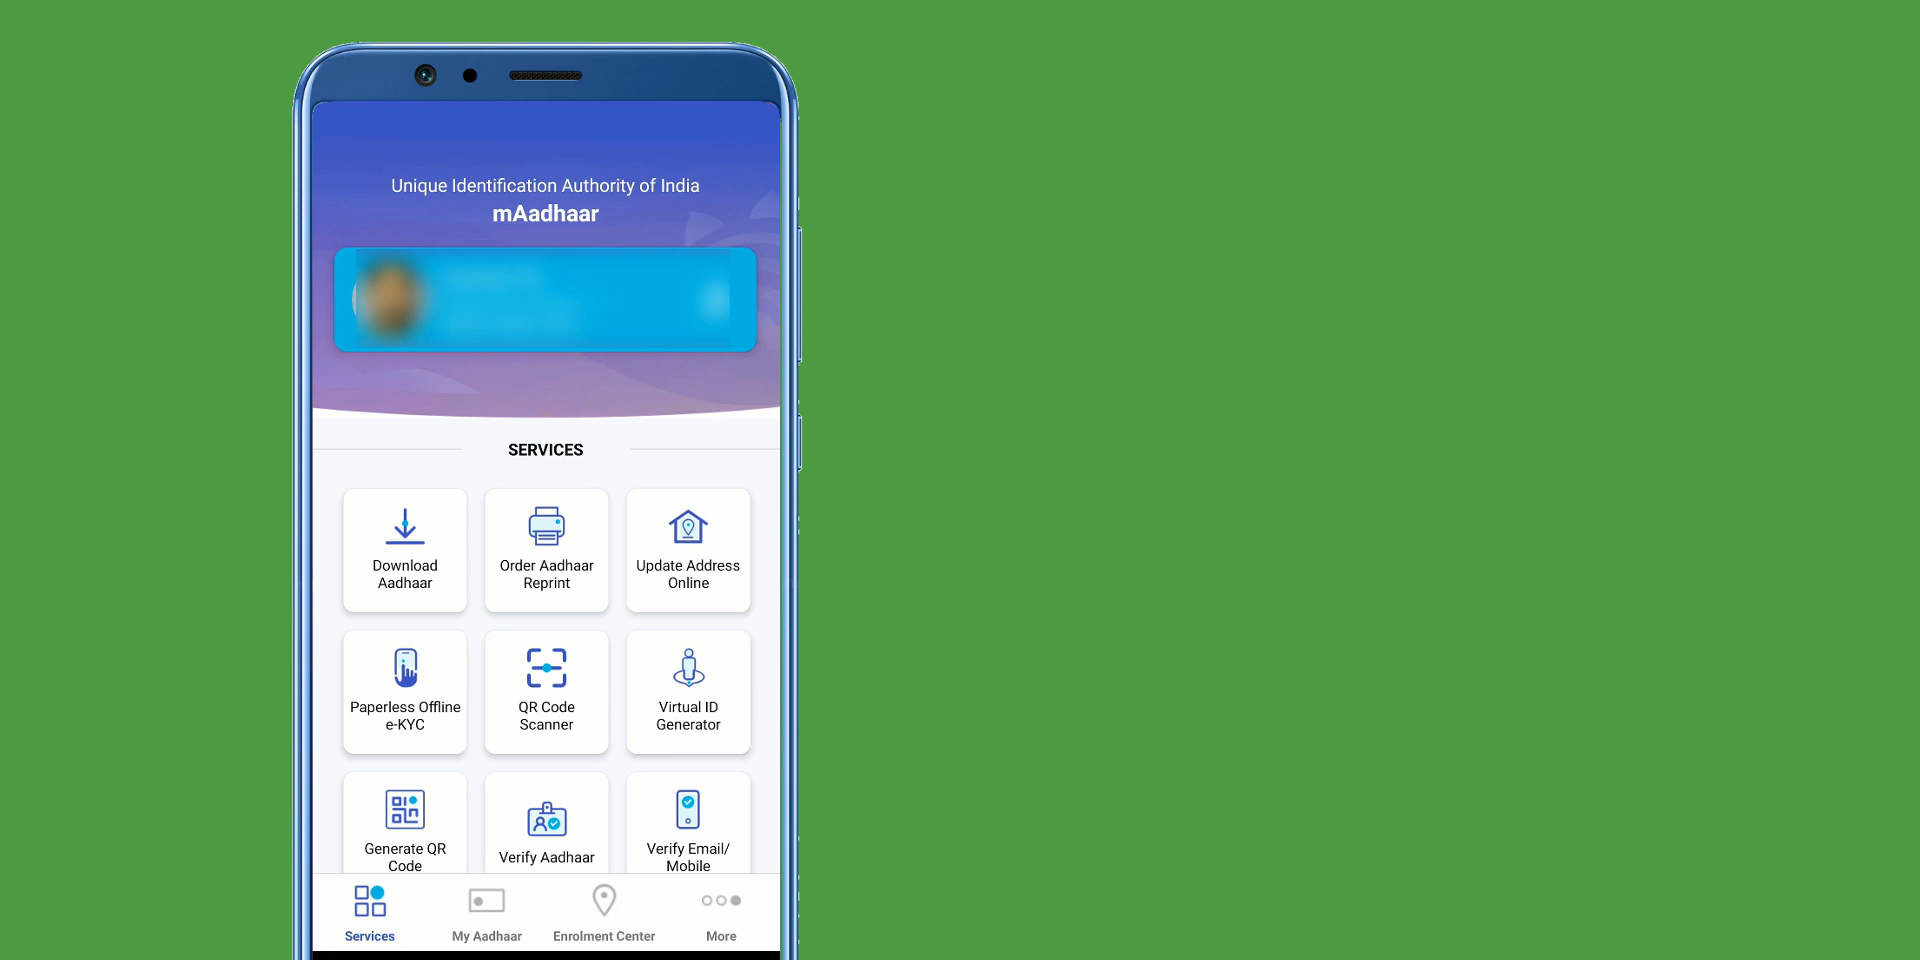 Unique Identification Authority of India
mAadhaar
SERVICES
Download
Aadhaar
Order Aadhaar
Reprint
Update Address
Online
Paperless Offline
e-KYC
QR Code
Scanner
Virtual ID
Generator
Generate QR
Code
Verify Aadhaar
Verify Email/
Mobile
Services
My Aadhaar
Enrolment Center
More